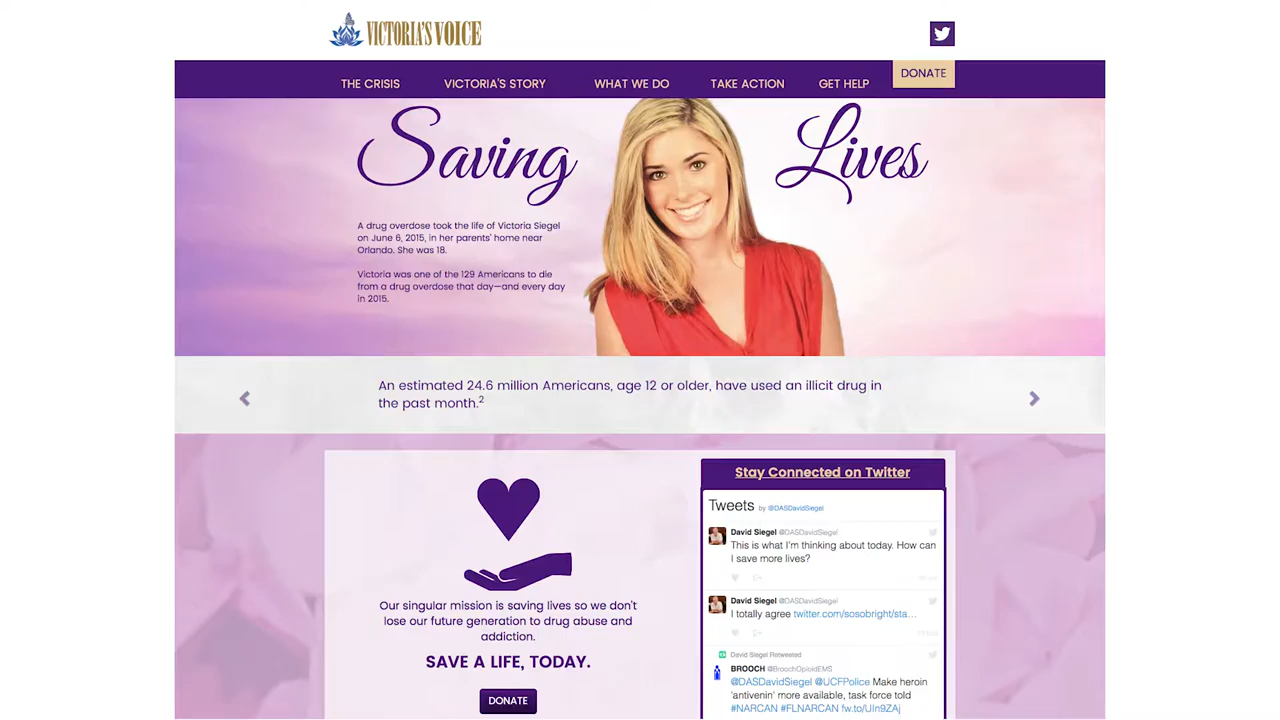 VICTORIA'S VOICE
THE CRISIS
VICTORIA'S STORY
WHAT WE DO
TAKE ACTION
GET HELP
DONATE
Saving Lives
A drug overdose took the life of Victoria Siegel
on June 6, 2015, in her parents' home near
Orlando. She was 18.
Victoria was one of the 129 Americans to die
from a drug overdose that day—and every day
in 2015.
An estimated 24.6 million Americans, age 12 or older, have used an illicit drug in
the past month.2
Our singular mission is saving lives so we don't
lose our future generation to drug abuse and
addiction.
SAVE A LIFE, TODAY.
DONATE
Stay Connected on Twitter
Tweets by @DASDavidSiegel
David Siegel @DASDavidSiegel
This is what I'm thinking about today. How can
I save more lives?
David Siegel @DASDavidSiegel
I totally agree twitter.com/sosobright/sta…
David Siegel Retweeted
BROOCH @BroochOpioidEMS
@DASDavidSiegel @UCFPolice Make heroin
'antivenin' more available, task force told
#NARCAN #FLNARCAN fw.to/UIn9ZAj